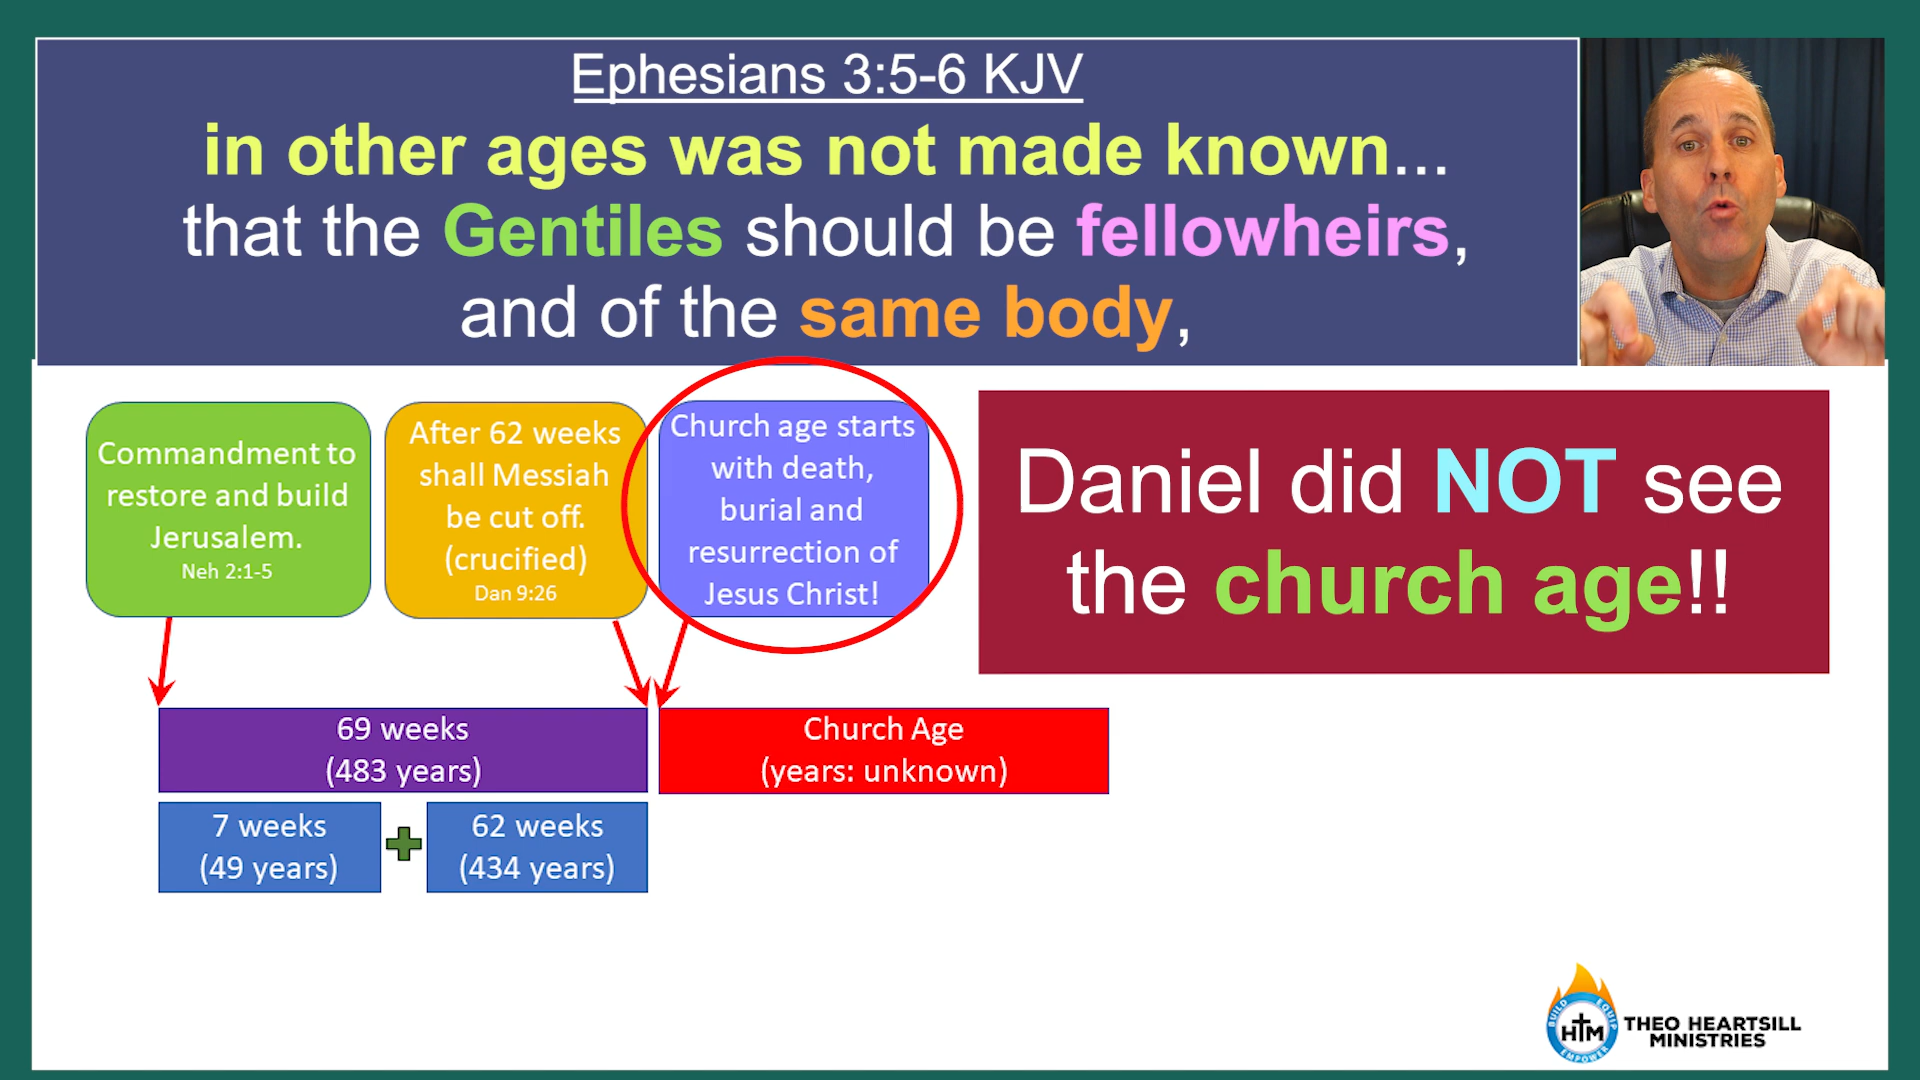 Ephesians 3:5-6 KJV
in other ages was not made known...
that the Gentiles should be fellowheirs,
and of the same body,
Commandment to
restore and build
Jerusalem.
Neh 2:1-5
After 62 weeks
shall Messiah
be cut off.
(crucified)
Dan 9:26
Church age starts
with death,
burial and
resurrection of
Jesus Christ!
Daniel did NOT see
the church age!!
69 weeks
(483 years)
Church Age
(years: unknown)
7 weeks
(49 years)
62 weeks
(434 years)
BUILD
EQUIP
HTM
EMPOWER
THEO HEARTSILL
MINISTRIES